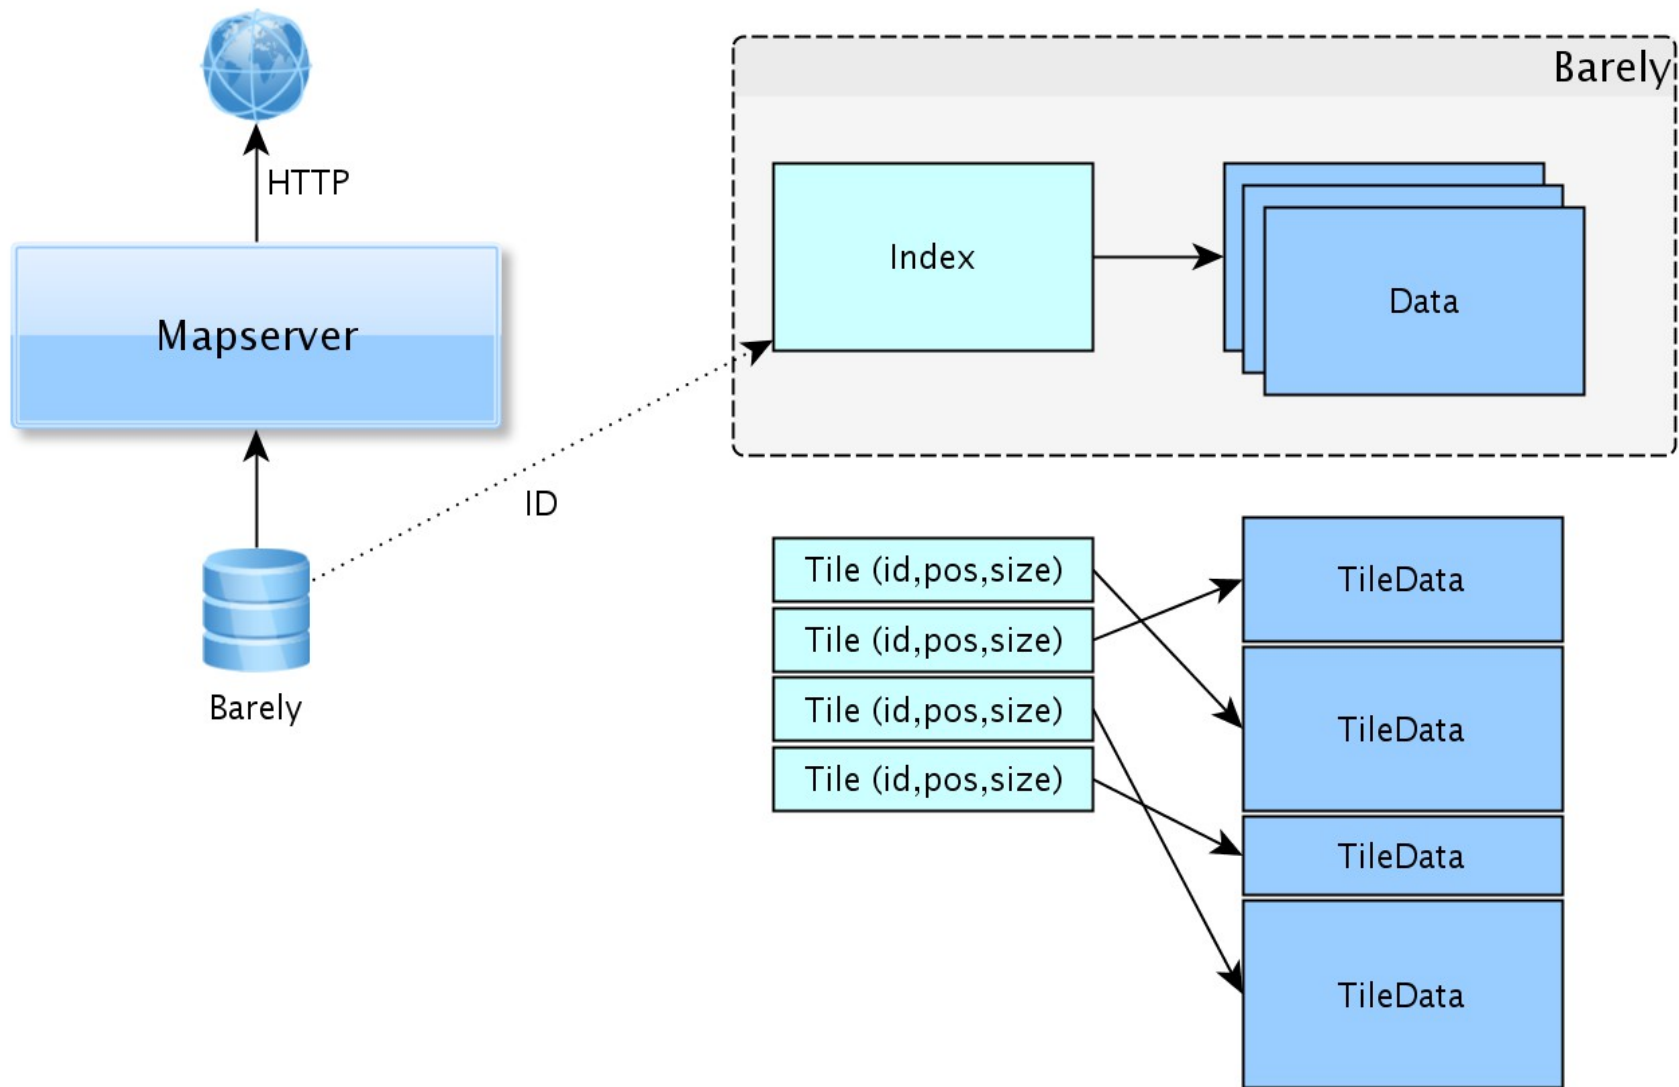 HTTP
Mapserver
ID
Barely
Barely
Index
Data
Tile (id,pos,size)
Tile (id,pos,size)
Tile (id,pos,size)
Tile (id,pos,size)
TileData
TileData
TileData
TileData